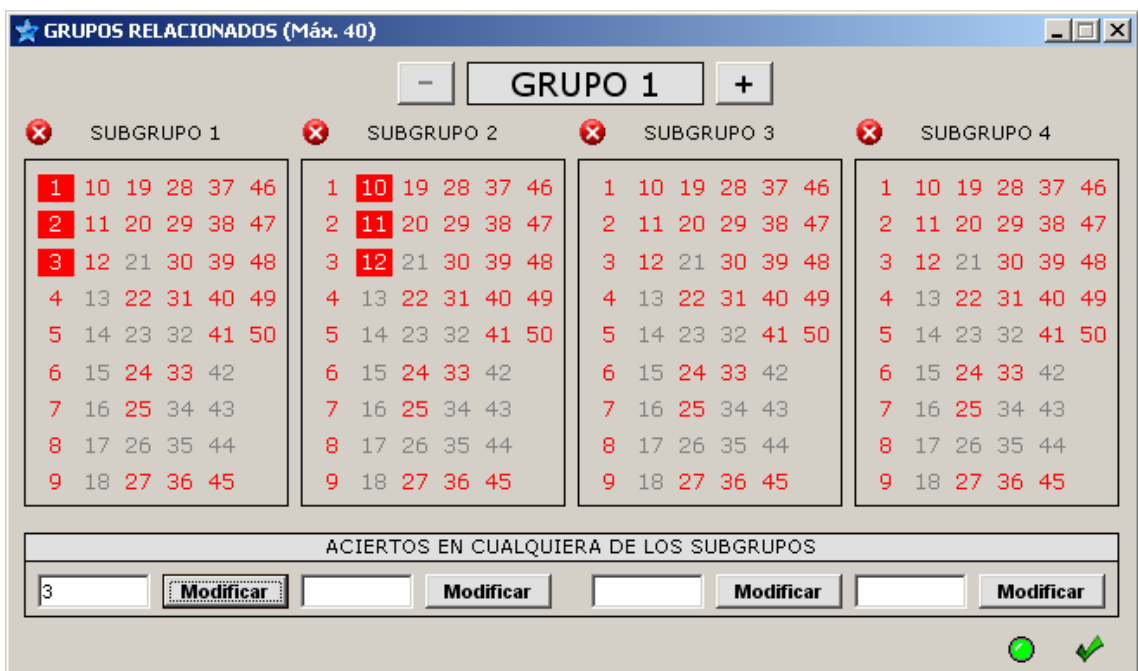 GRUPOS RELACIONADOS (Máx. 40)
- GRUPO 1 +
SUBGRUPO 1 SUBGRUPO 2 SUBGRUPO 3 SUBGRUPO 4
1 10 19 28 37 46 1 10 19 28 37 46 1 10 19 28 37 46 1 10 19 28 37 46
2 11 20 29 38 47 2 11 20 29 38 47 2 11 20 29 38 47 2 11 20 29 38 47
3 12 21 30 39 48 3 12 21 30 39 48 3 12 21 30 39 48 3 12 21 30 39 48
4 13 22 31 40 49 4 13 22 31 40 49 4 13 22 31 40 49 4 13 22 31 40 49
5 14 23 32 41 50 5 14 23 32 41 50 5 14 23 32 41 50 5 14 23 32 41 50
6 15 24 33 42 6 15 24 33 42 6 15 24 33 42 6 15 24 33 42
7 16 25 34 43 7 16 25 34 43 7 16 25 34 43 7 16 25 34 43
8 17 26 35 44 8 17 26 35 44 8 17 26 35 44 8 17 26 35 44
9 18 27 36 45 9 18 27 36 45 9 18 27 36 45 9 18 27 36 45
ACIERTOS EN CUALQUIERA DE LOS SUBGRUPOS
3 Modificar Modificar Modificar Modificar